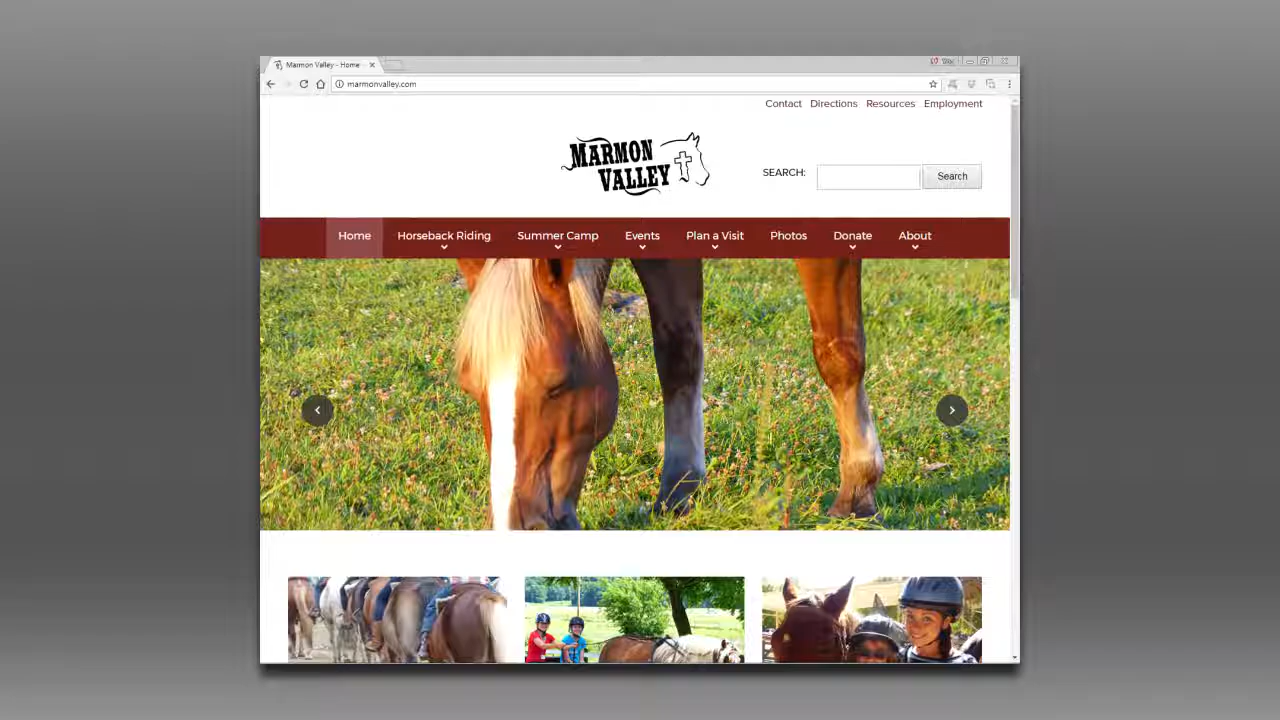 Marmon Valley - Home
marmonvalley.com
Contact Directions Resources Employment
MARMON
VALLEY
SEARCH:
Search
Home Horseback Riding Summer Camp Events Plan a Visit Photos Donate About